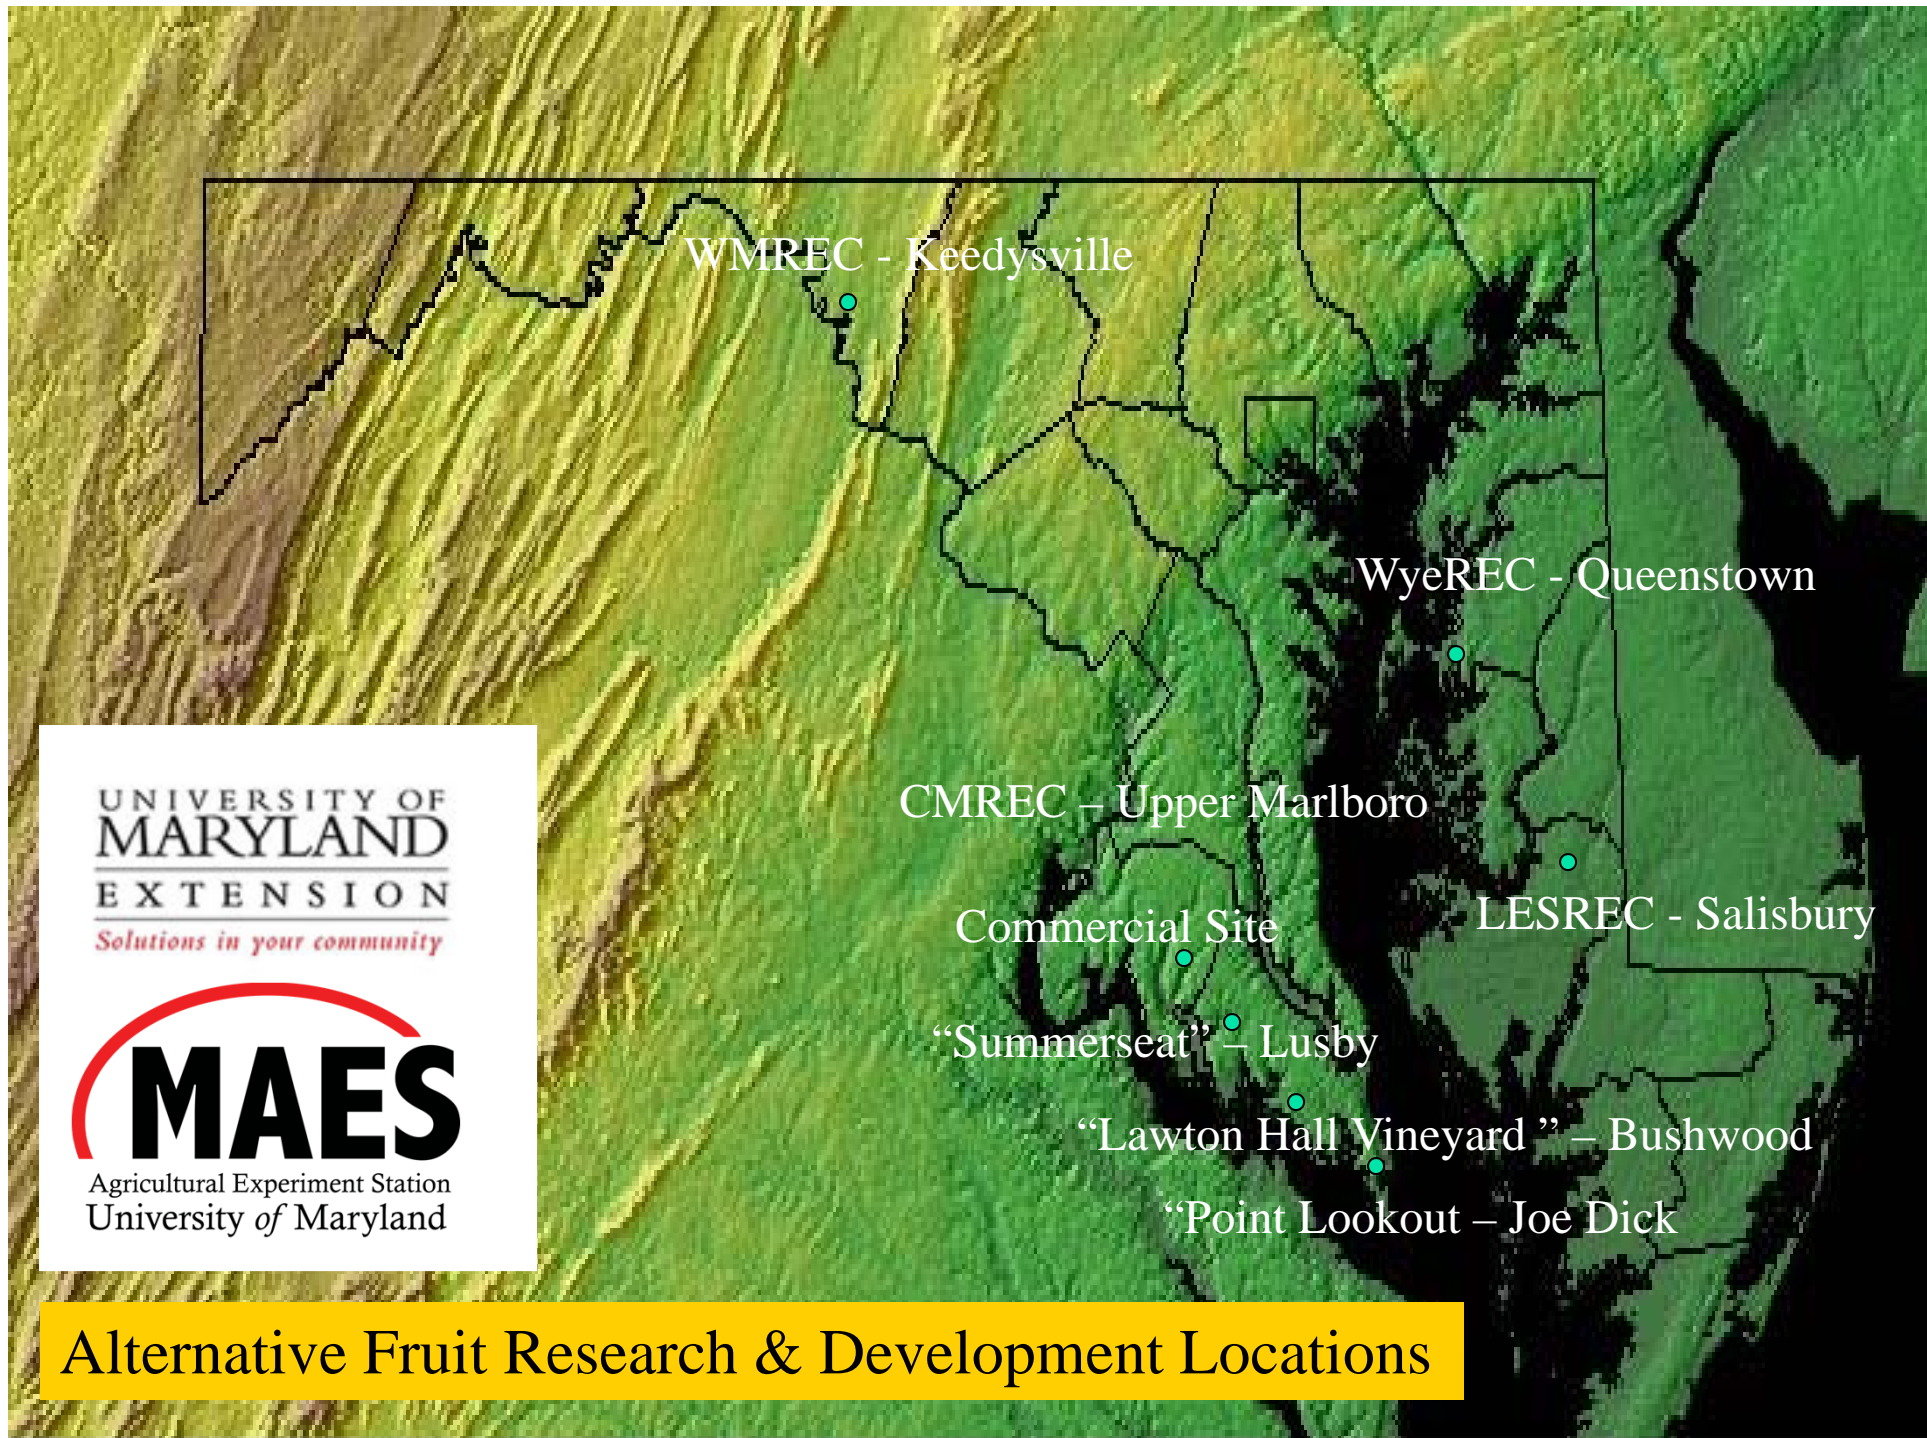 WMREC - Keedysville
WyeREC - Queenstown
CMREC – Upper Marlboro
LESREC - Salisbury
Commercial Site
“Summerseat” – Lusby
“Lawton Hall Vineyard ” – Bushwood
“Point Lookout – Joe Dick
UNIVERSITY OF
MARYLAND
EXTENSION
Solutions in your community
MAES
Agricultural Experiment Station
University of Maryland
Alternative Fruit Research & Development Locations